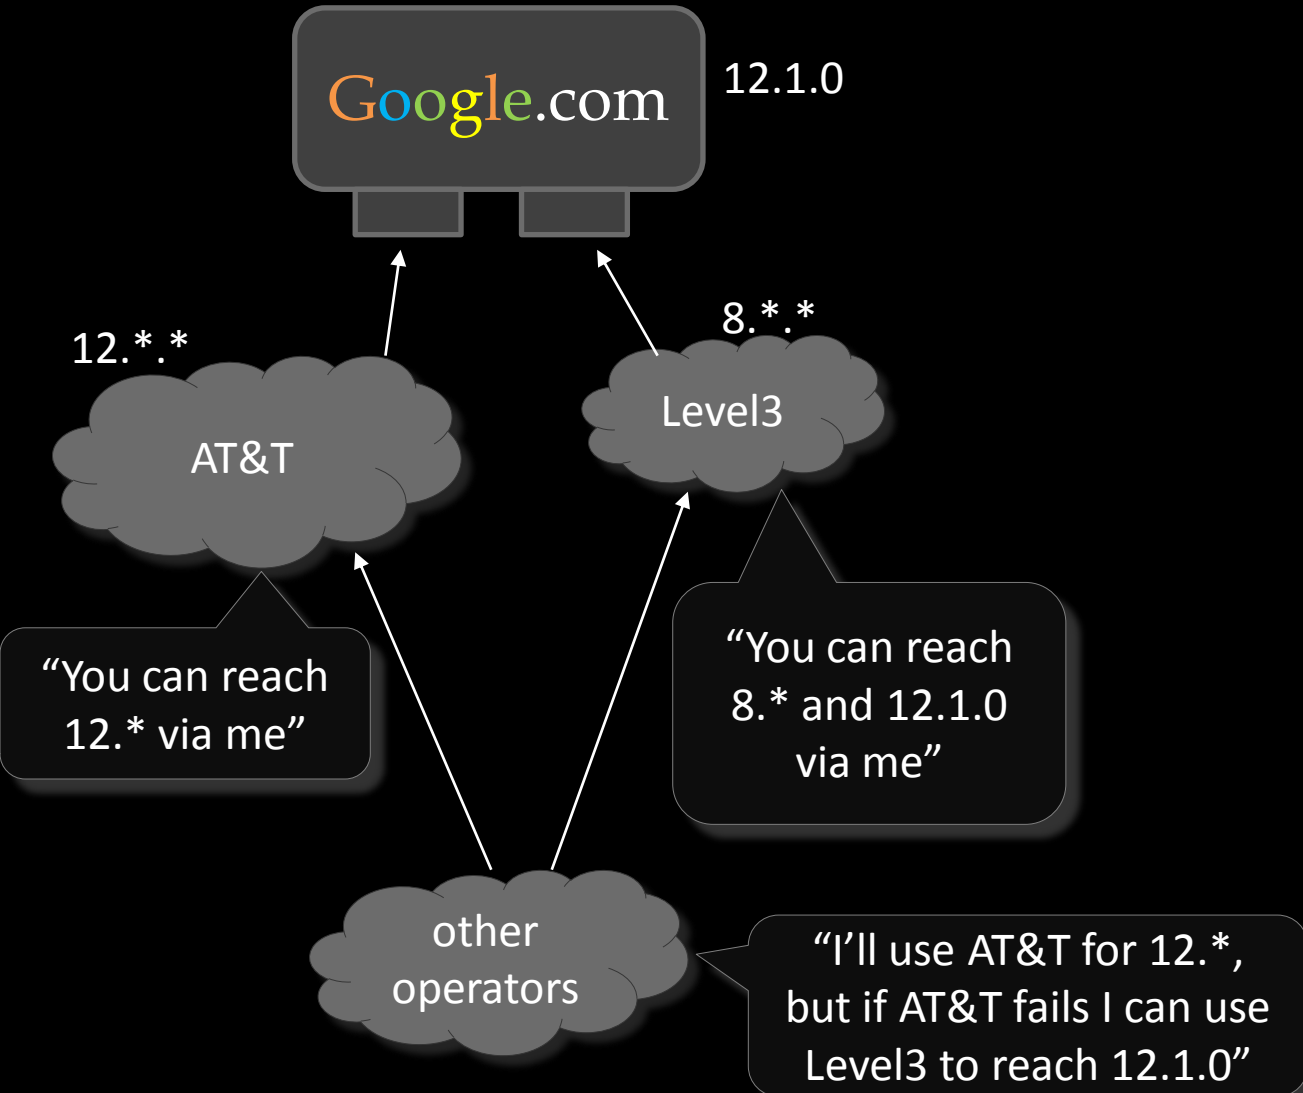 Google.com
12.1.0
12.*.*
8.*.*
AT&T
Level3
“You can reach
12.* via me”
“You can reach
8.* and 12.1.0
via me”
other
operators
“I’ll use AT&T for 12.*,
but if AT&T fails I can use
Level3 to reach 12.1.0”